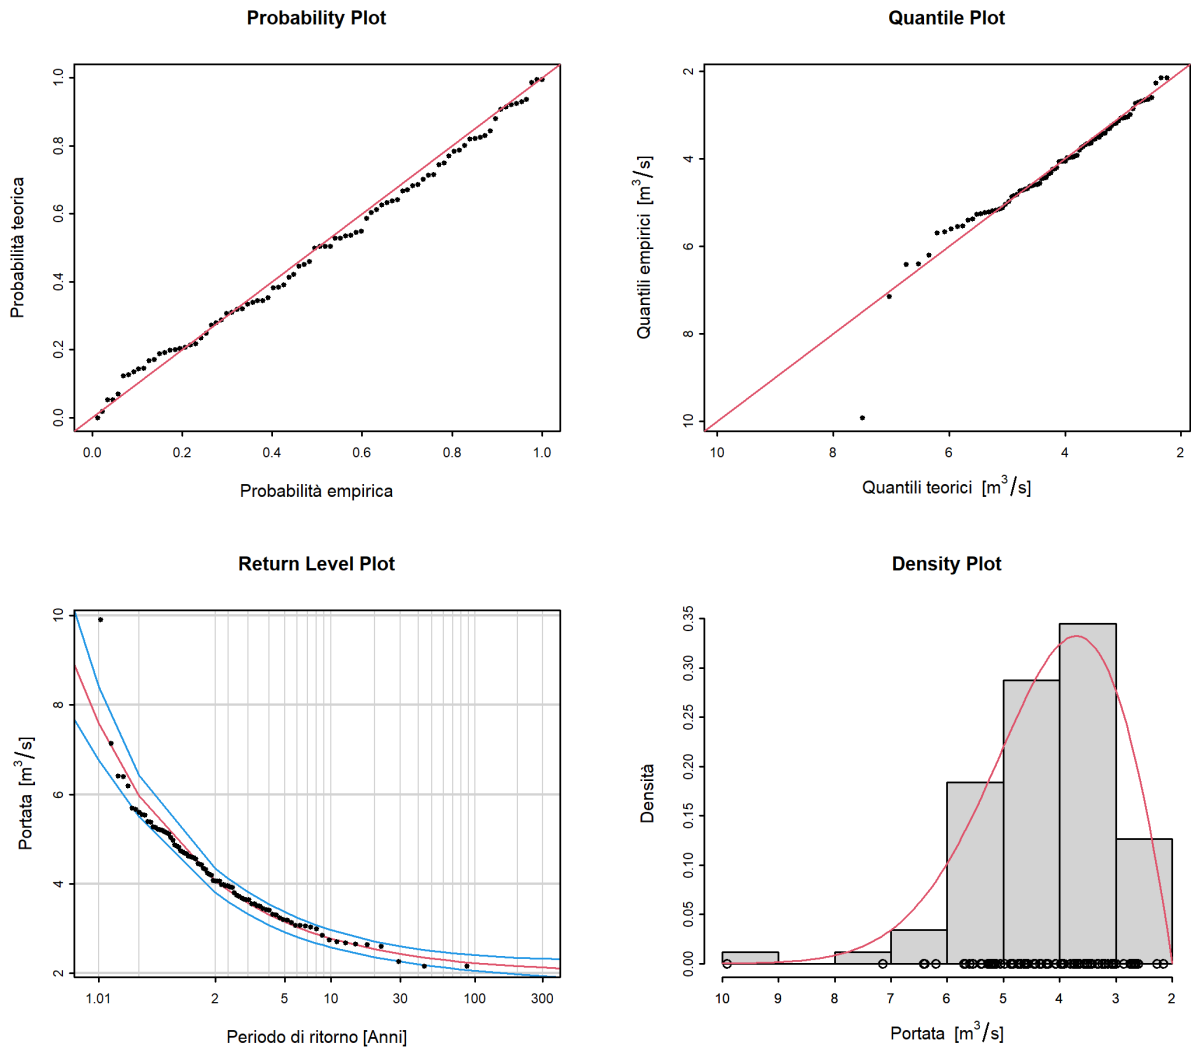 Probability Plot
Probabilità teorica
0.0 0.2 0.4 0.6 0.8 1.0
0.0 0.2 0.4 0.6 0.8 1.0
Probabilità empirica
Quantile Plot
Quantili empirici [m³/s]
10 8 6 4 2
10 8 6 4 2
Quantili teorici [m³/s]
Return Level Plot
Portata [m³/s]
2 4 6 8 10
1.01 2 5 10 30 100 300
Periodo di ritorno [Anni]
Density Plot
Densità
0.00 0.05 0.10 0.15 0.20 0.25 0.30 0.35
10 9 8 7 6 5 4 3 2
Portata [m³/s]